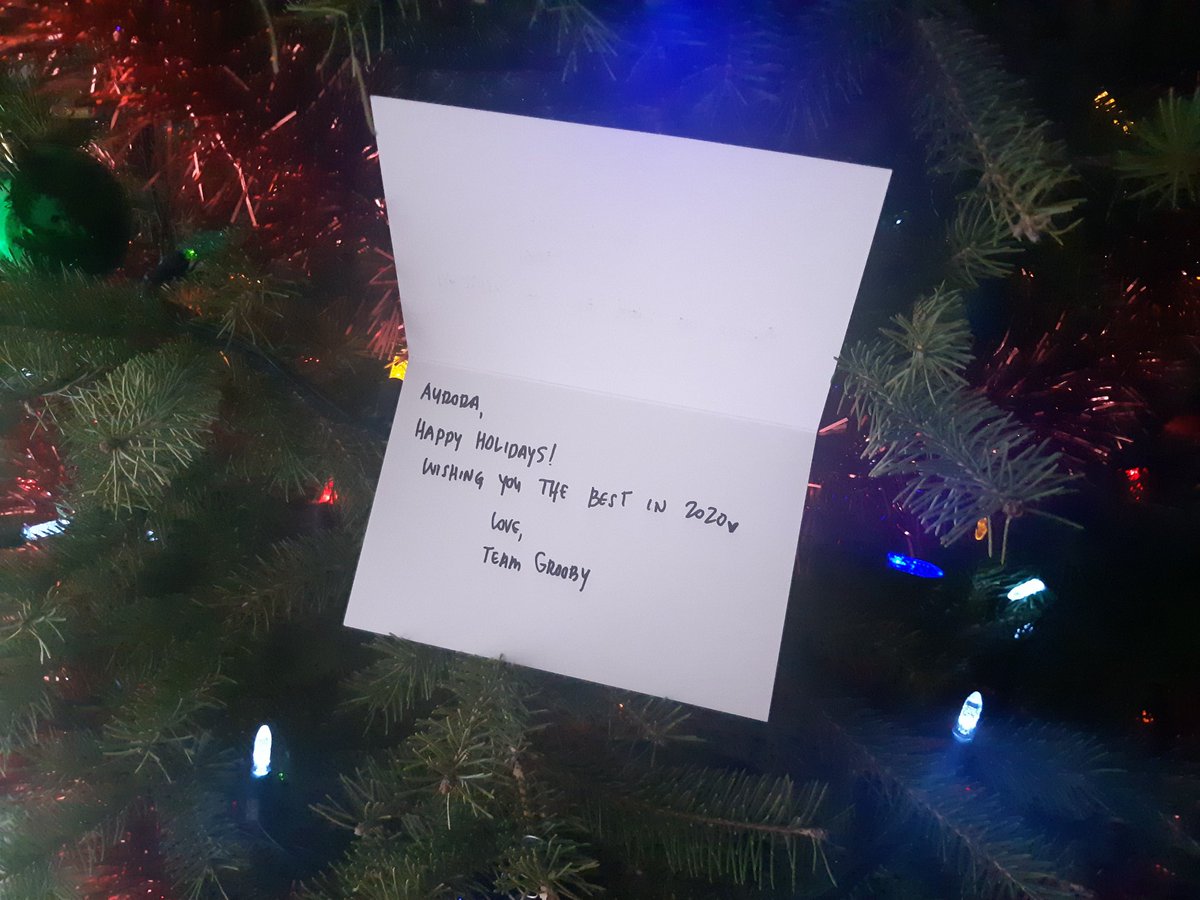 AURORA,
HAPPY HOLIDAYS!
WISHING YOU THE BEST IN 2020♥
LOVE,
TEAM GROOBY